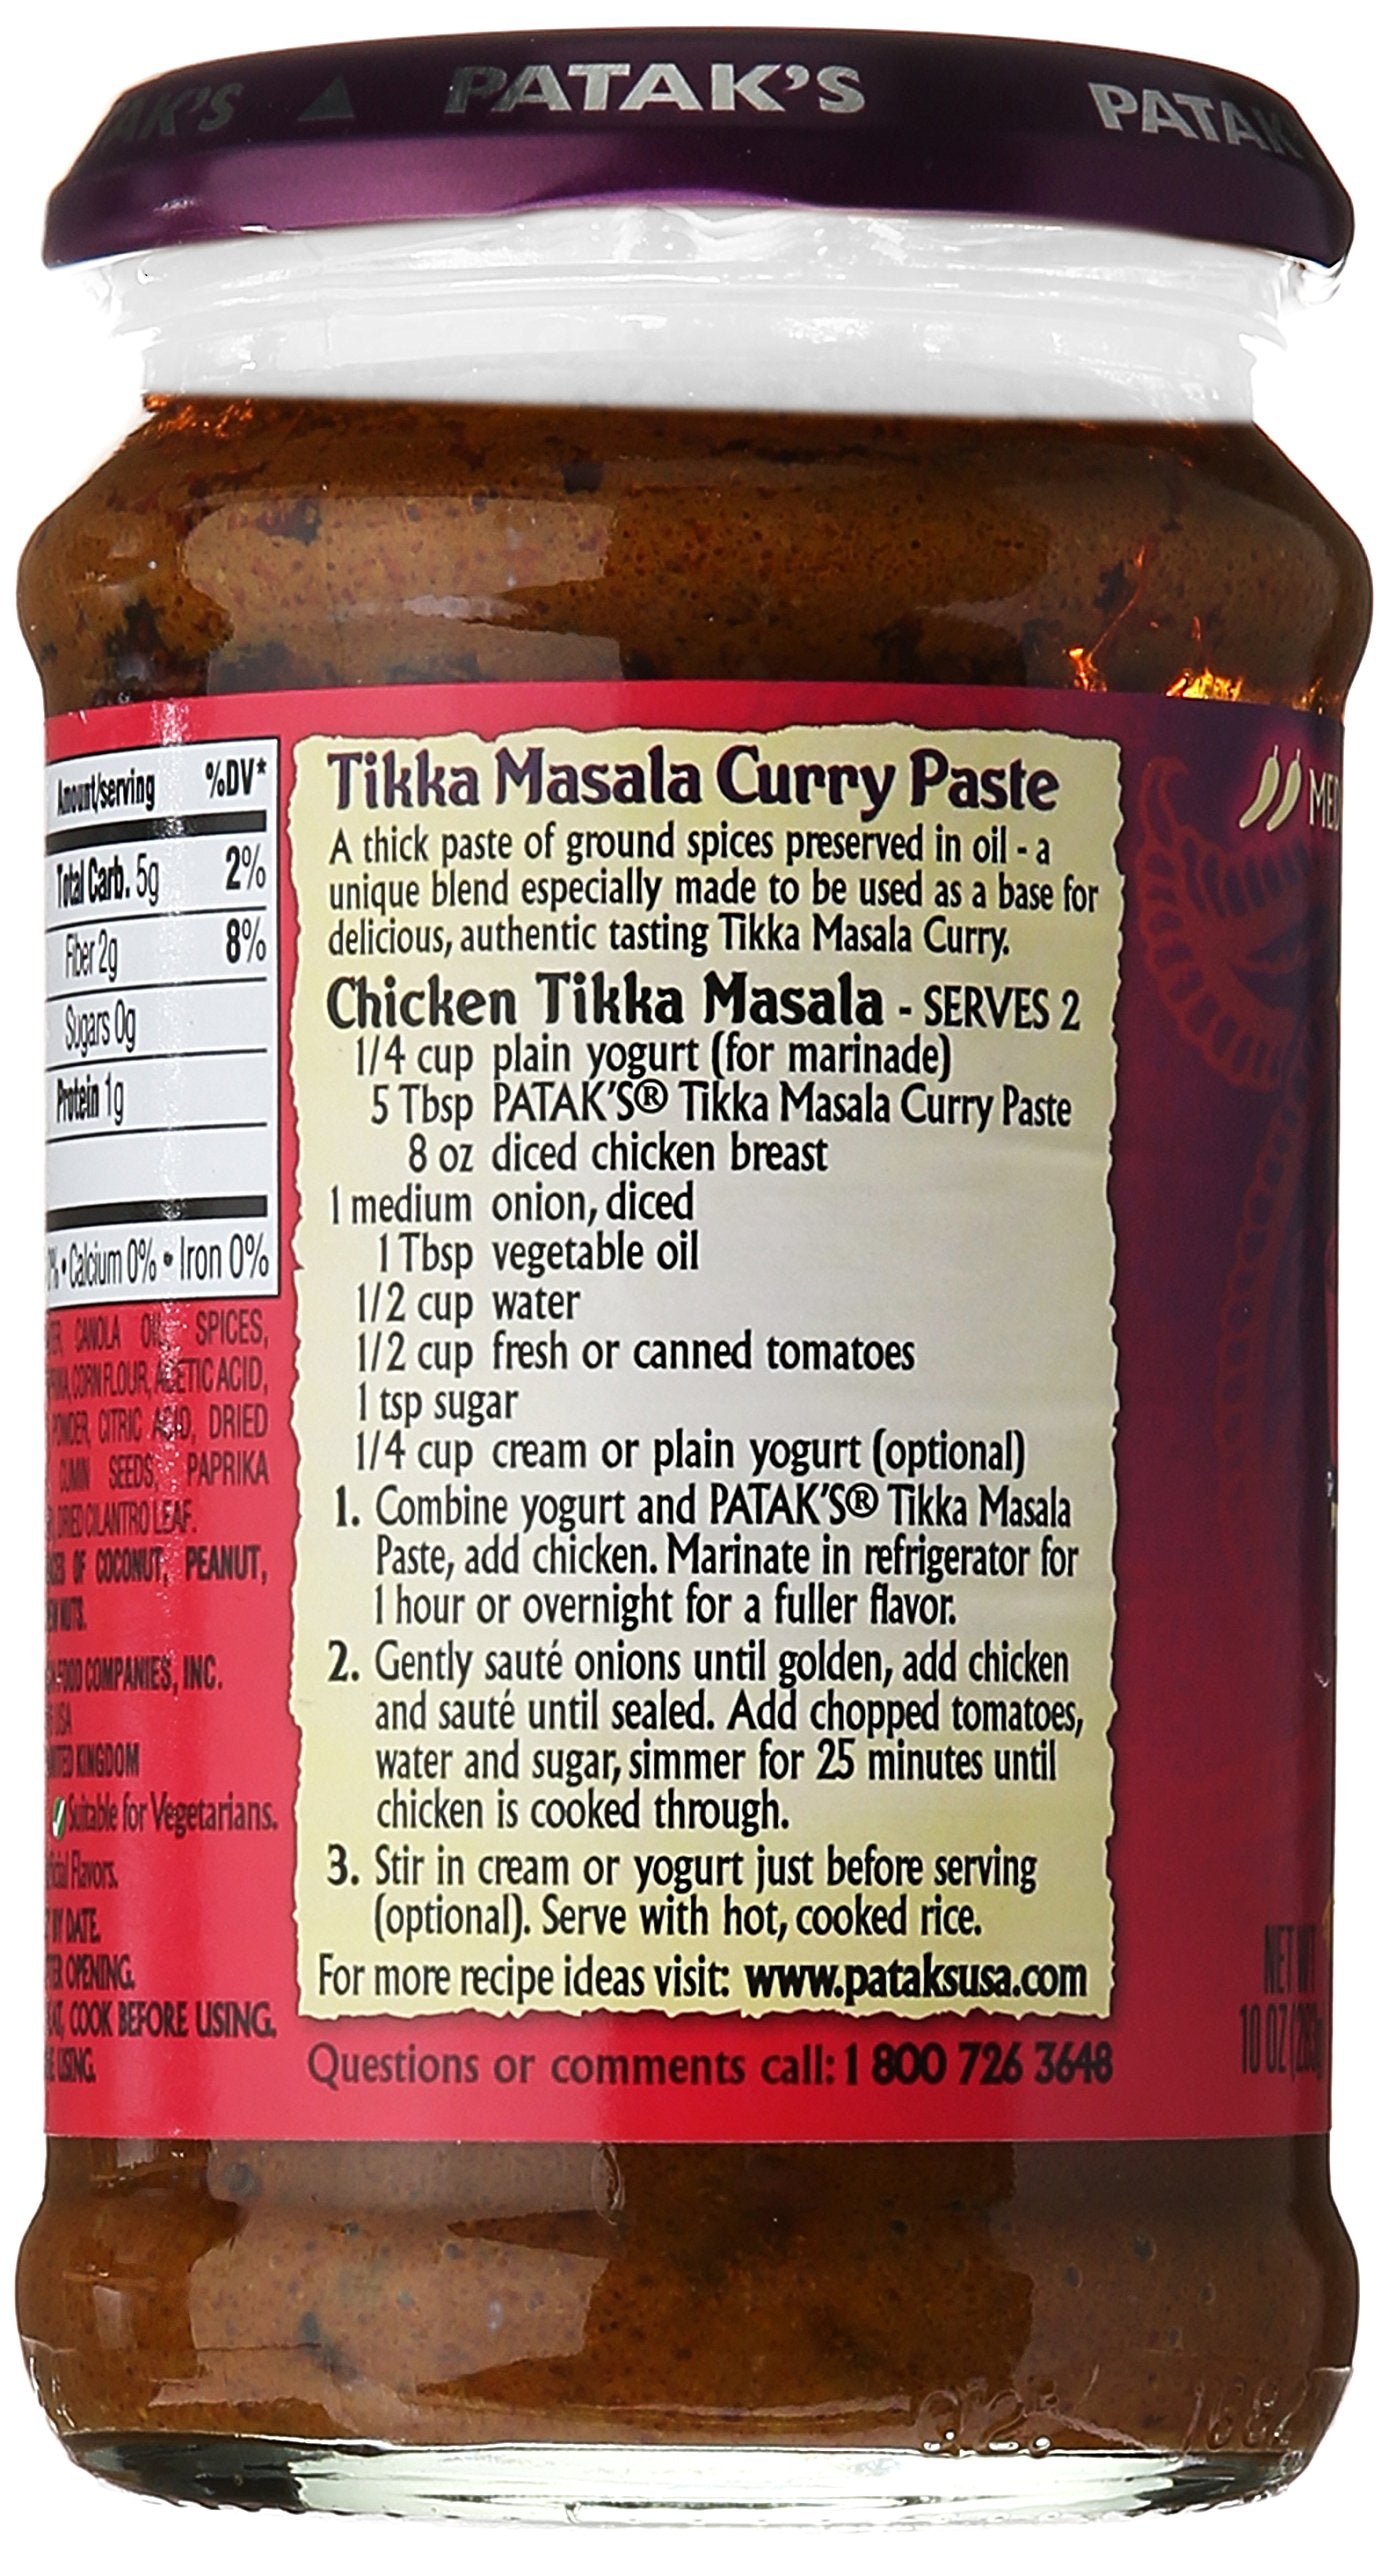 PATAK'S
PATAK
Amount/serving %DV*
Total Carb. 5g 2%
Fiber 2g 8%
Sugars 0g
Protein 1g
• Calcium 0% • Iron 0%
CANOLA OIL, SPICES,
CORN FLOUR, ACETIC ACID,
POWDER, CITRIC ACID, DRIED
CUMIN SEEDS, PAPRIKA
DRIED CILANTRO LEAF.
OF COCONUT, PEANUT,
NUTS.
FOOD COMPANIES, INC.
USA
KINGDOM
Suitable for Vegetarians.
Flavors.
BY DATE.
OPENING.
COOK BEFORE USING.
USING.
Tikka Masala Curry Paste
A thick paste of ground spices preserved in oil - a
unique blend especially made to be used as a base for
delicious, authentic tasting Tikka Masala Curry.
Chicken Tikka Masala - SERVES 2
1/4 cup plain yogurt (for marinade)
5 Tbsp PATAK'S® Tikka Masala Curry Paste
8 oz diced chicken breast
1 medium onion, diced
1 Tbsp vegetable oil
1/2 cup water
1/2 cup fresh or canned tomatoes
1 tsp sugar
1/4 cup cream or plain yogurt (optional)
1. Combine yogurt and PATAK'S® Tikka Masala
Paste, add chicken. Marinate in refrigerator for
1 hour or overnight for a fuller flavor.
2. Gently sauté onions until golden, add chicken
and sauté until sealed. Add chopped tomatoes,
water and sugar, simmer for 25 minutes until
chicken is cooked through.
3. Stir in cream or yogurt just before serving
(optional). Serve with hot, cooked rice.
For more recipe ideas visit: www.pataksusa.com
Questions or comments call: 1 800 726 3648
NET WT
10 OZ